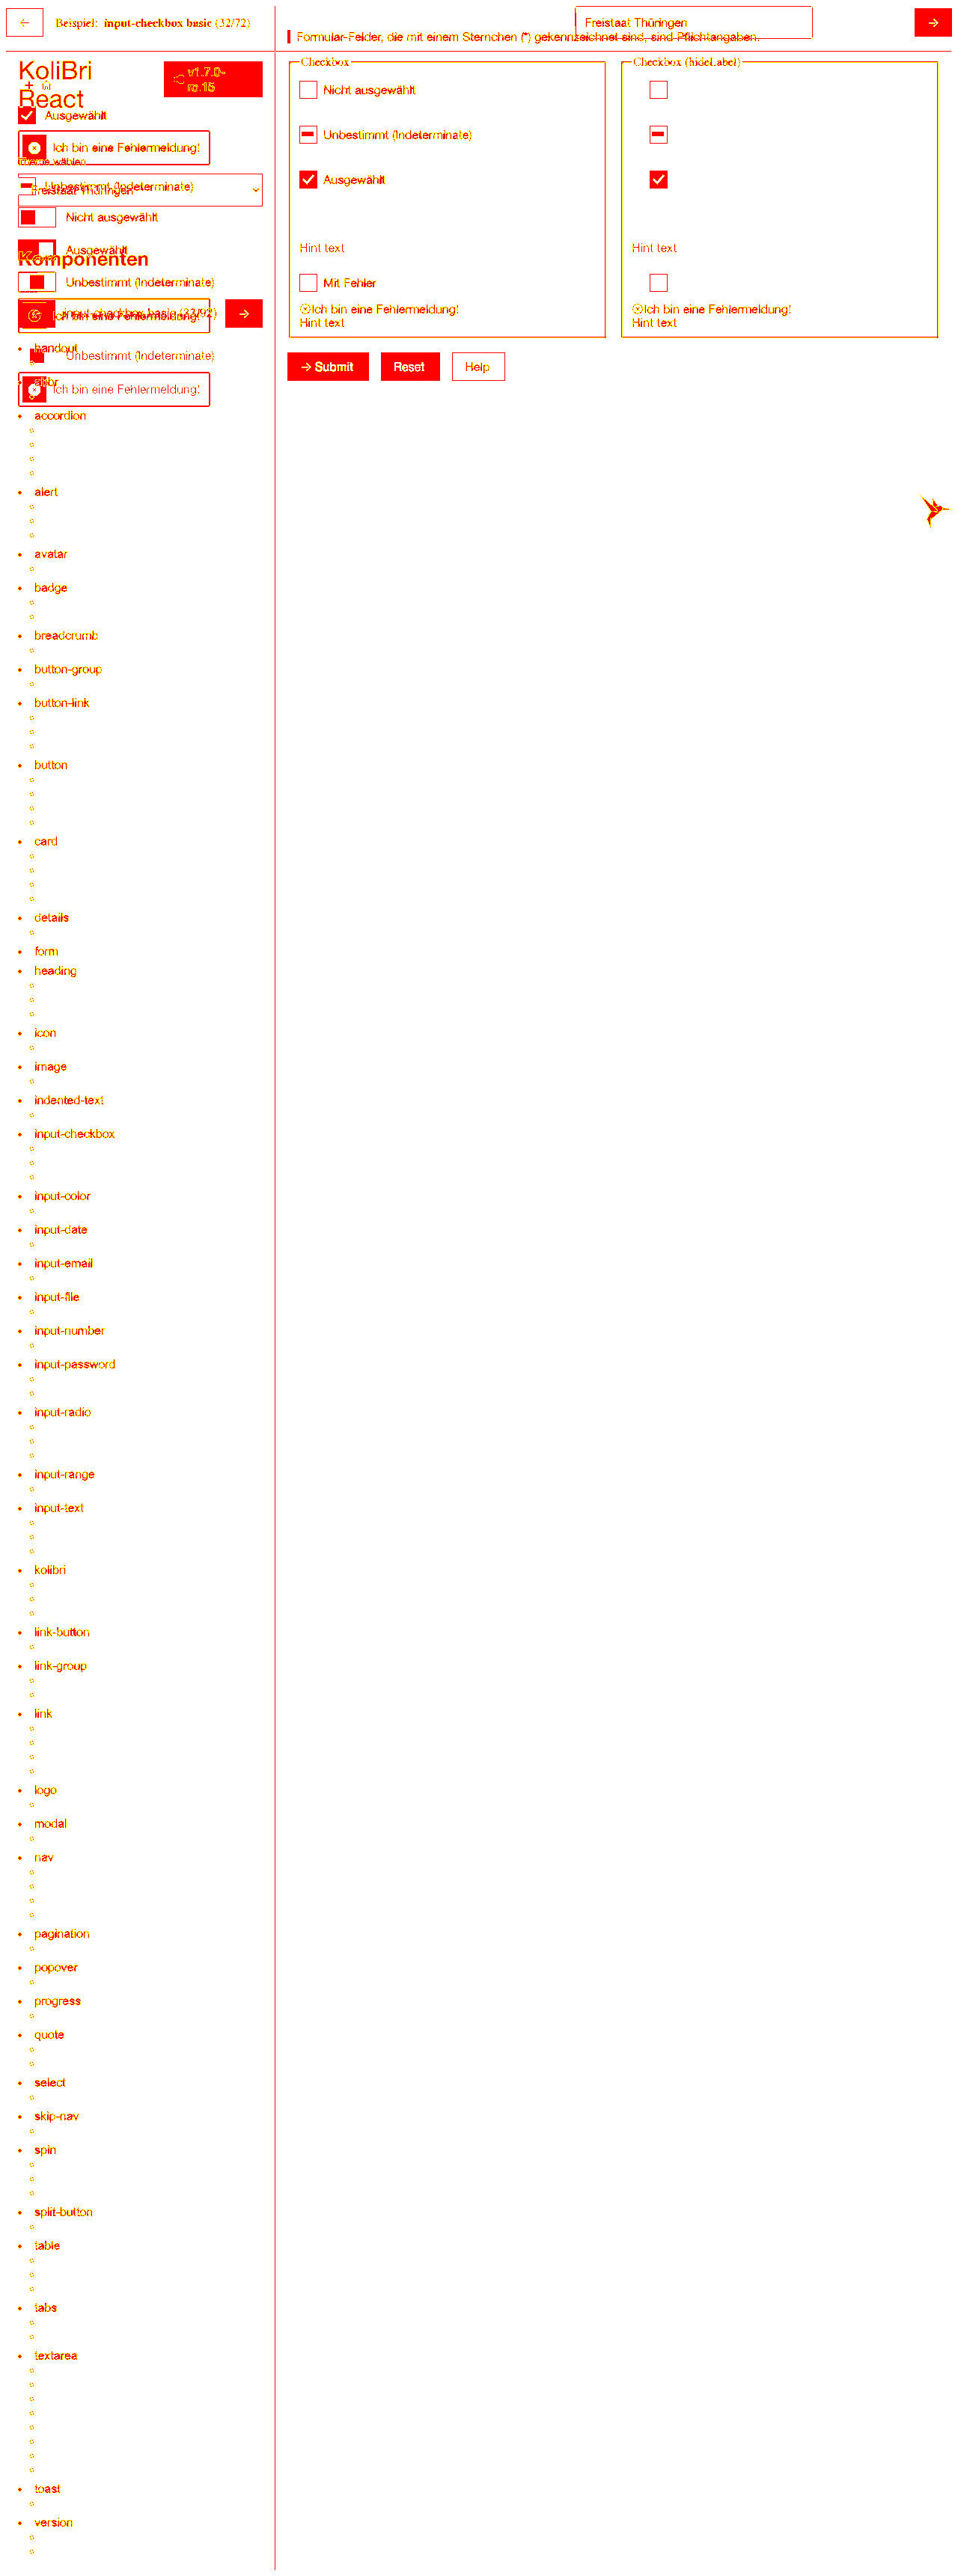 Beispiel: input-checkbox basic (32/72)
Freistaat Thüringen
Formular-Felder, die mit einem Sternchen (*) gekennzeichnet sind, sind Pflichtangaben.
KoliBri
React
v1.7.0-
rc.15
Ausgewählt
Ich bin eine Fehlermeldung!
Theme wählen
Unbestimmt (Indeterminate)
Freistaat Thüringen
Nicht ausgewählt
Ausgewählt
Komponenten
Unbestimmt (Indeterminate)
input-checkbox basic
Ich bin eine Fehlermeldung!
handout
Unbestimmt (Indeterminate)
abbr
Ich bin eine Fehlermeldung!
accordion
alert
avatar
badge
breadcrumb
button-group
button-link
button
card
details
form
heading
icon
image
indented-text
input-checkbox
input-color
input-date
input-email
input-file
input-number
input-password
input-radio
input-range
input-text
kolibri
link-button
link-group
link
logo
modal
nav
pagination
popover
progress
quote
select
skip-nav
spin
split-button
table
tabs
textarea
toast
version
Checkbox
Nicht ausgewählt
Unbestimmt (Indeterminate)
Ausgewählt
Hint text
Mit Fehler
Ich bin eine Fehlermeldung!
Hint text
Checkbox (hideLabel)
Hint text
Ich bin eine Fehlermeldung!
Hint text
Submit
Reset
Help